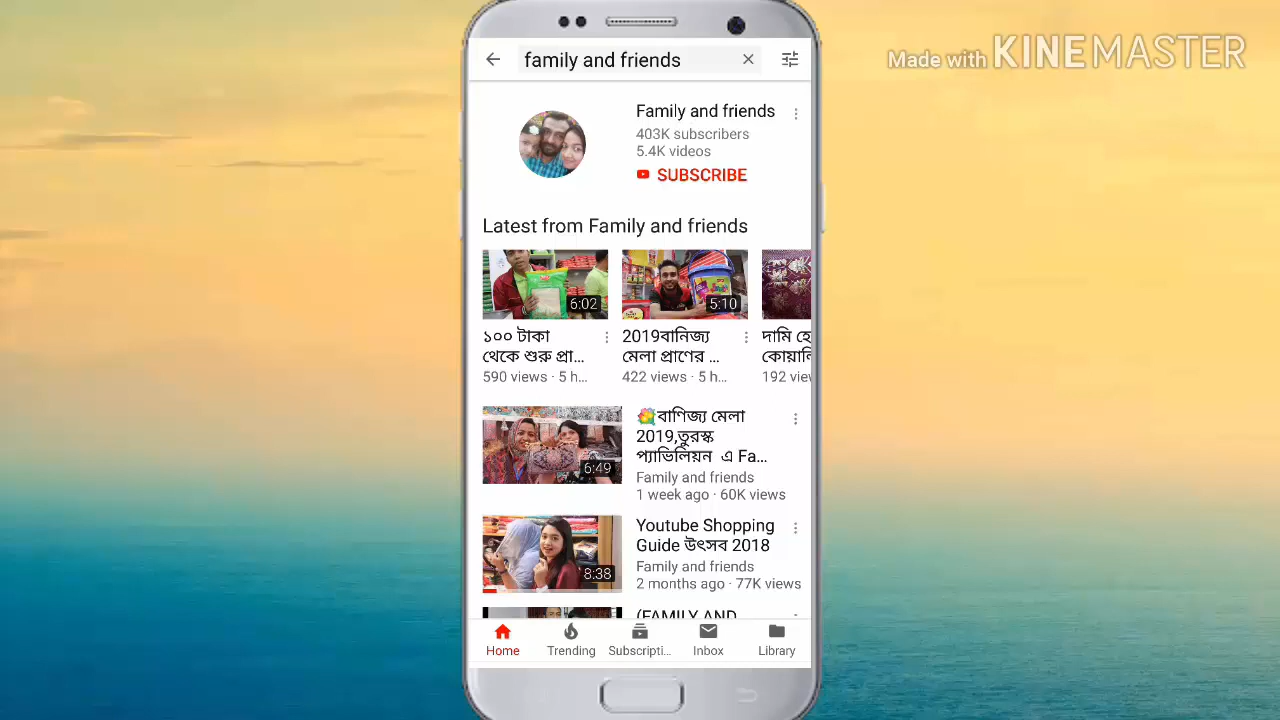 Made with KINEMASTER
family and friends
Family and friends
403K subscribers
5.4K videos
SUBSCRIBE
Latest from Family and friends
6:02
5:10
১০০ টাকা
থেকে শুরু প্রা...
590 views · 5 h...
2019বানিজ্য
মেলা প্রাণের ...
422 views · 5 h...
দামি হে
কোয়ালি
192 view
6:49
বাণিজ্য মেলা
2019,তুরস্ক
প্যাভিলিয়ন এ Fa...
Family and friends
1 week ago · 60K views
8:38
Youtube Shopping
Guide উৎসব 2018
Family and friends
2 months ago · 77K views
(FAMILY AND
Home
Trending
Subscripti...
Inbox
Library